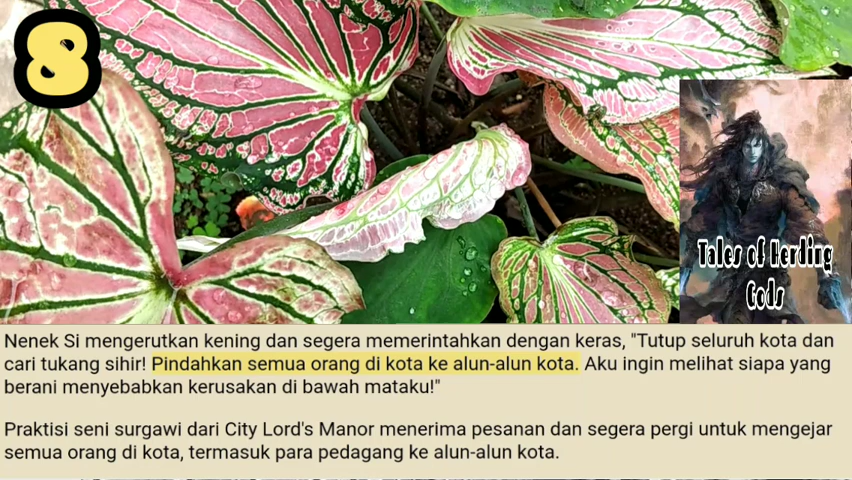 8
Tales of Herding
Gods
Nenek Si mengerutkan kening dan segera memerintahkan dengan keras, "Tutup seluruh kota dan
cari tukang sihir! Pindahkan semua orang di kota ke alun-alun kota. Aku ingin melihat siapa yang
berani menyebabkan kerusakan di bawah mataku!"
Praktisi seni surgawi dari City Lord's Manor menerima pesanan dan segera pergi untuk mengejar
semua orang di kota, termasuk para pedagang ke alun-alun kota.